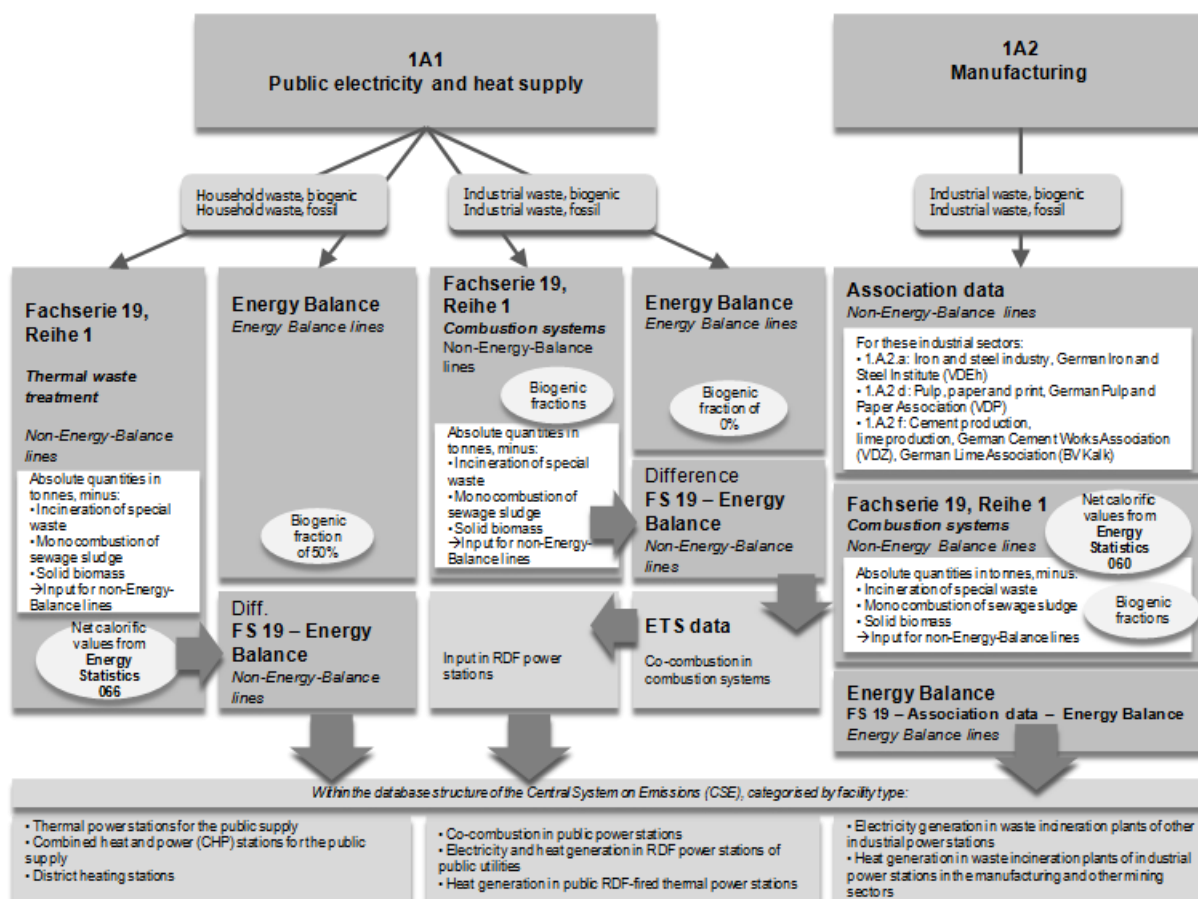 1A1
Public electricity and heat supply
1A2
Manufacturing
Household waste, biogenic
Household waste, fossil
Industrial waste, biogenic
Industrial waste, fossil
Industrial waste, biogenic
Industrial waste, fossil
Fachserie 19,
Reihe 1
Thermal waste
treatment
Non-Energy-Balance
lines
Absolute quantities in
tonnes, minus:
• Incineration of special
waste
• Mono combustion of
sewage sludge
• Solid biomass
→Input for non-Energy-
Balance lines
Net calorific
values from
Energy
Statistics
066
Energy Balance
Energy Balance lines
Biogenic
fraction
of 50%
Diff.
FS 19 – Energy
Balance
Non-Energy-Balance
lines
Fachserie 19,
Reihe 1
Combustion systems
Non-Energy-Balance
lines
Biogenic
fractions
Absolute quantities in
tonnes, minus:
• Incineration of special
waste
• Mono combustion of
sewage sludge
• Solid biomass
→Input for non-Energy-
Balance lines
Input in RDF power
stations
Energy Balance
Energy Balance lines
Biogenic
fraction of
0%
Difference
FS 19 – Energy
Balance
Non-Energy-Balance
lines
ETS data
Co-combustion in
combustion systems
Association data
Non-Energy-Balance lines
For these industrial sectors:
• 1.A.2.a: Iron and steel industry, German Iron and
Steel Institute (VDEh)
• 1.A.2 d: Pulp, paper and print, German Pulp and
Paper Association (VDP)
• 1.A.2 f: Cement production,
lime production, German Cement Works Association
(VDZ), German Lime Association (BV Kalk)
Fachserie 19, Reihe 1
Combustion systems
Non-Energy Balance lines
Net calorific
values from
Energy
Statistics
060
Absolute quantities in tonnes, minus:
• Incineration of special waste
• Mono combustion of sewage sludge
• Solid biomass
→ Input for non-Energy-Balance lines
Biogenic
fractions
Energy Balance
FS 19 – Association data – Energy Balance
Energy Balance lines
Within the database structure of the Central System on Emissions (CSE), categorised by facility type:
• Thermal power stations for the public supply
• Combined heat and power (CHP) stations for the public
supply
• District heating stations
• Co-combustion in public power stations
• Electricity and heat generation in RDF power stations of
public utilities
• Heat generation in public RDF-fired thermal power stations
• Electricity generation in waste incineration plants of other
industrial power stations
• Heat generation in waste incineration plants of industrial
power stations in the manufacturing and other mining
sectors